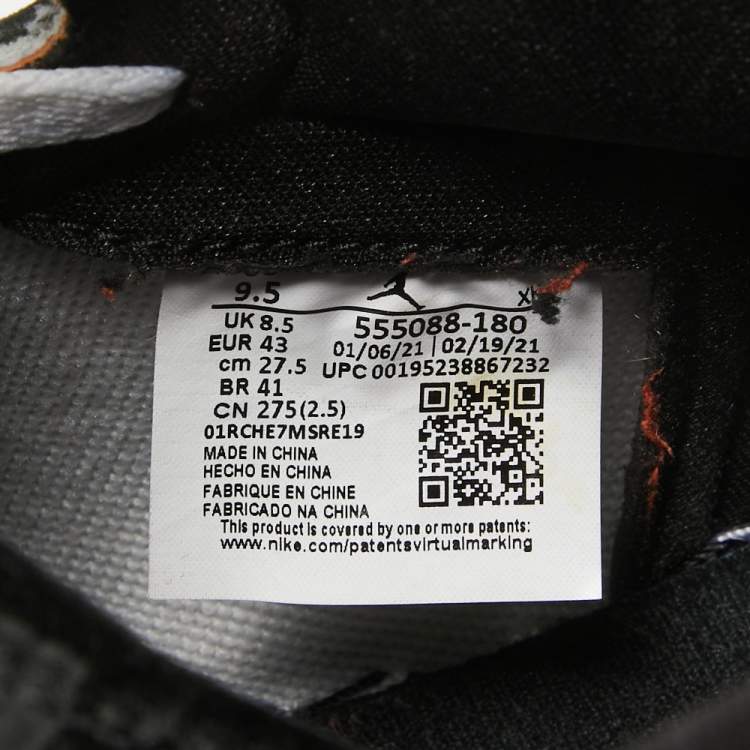 9.5
UK 8.5
EUR 43
cm 27.5
BR 41
CN 275(2.5)
555088-180
01/06/21 | 02/19/21
UPC 00195238867232
01RCHE7MSRE19
MADE IN CHINA
HECHO EN CHINA
FABRIQUE EN CHINE
FABRICADO NA CHINA
This product is covered by one or more patents:
www.nike.com/patentsvirtualmarking